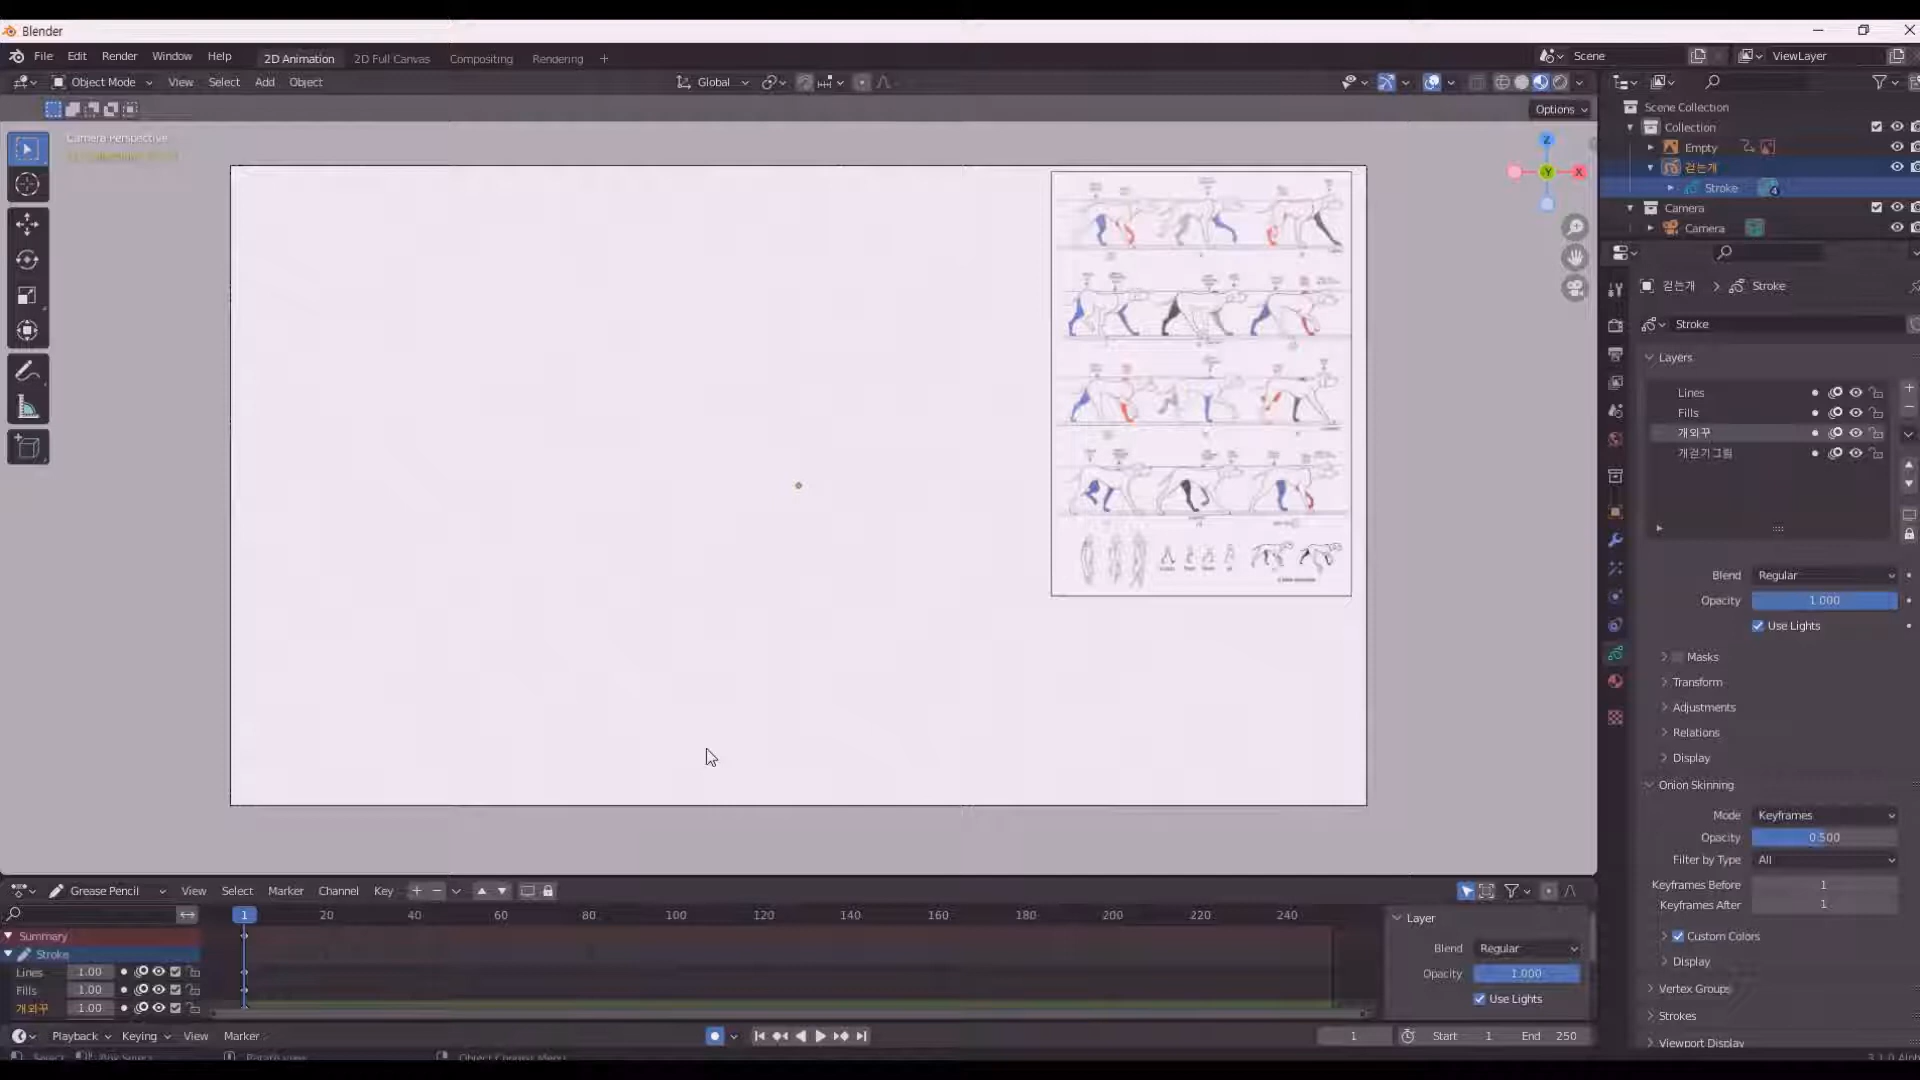 Blender
File Edit Render Window Help 2D Animation 2D Full Canvas Compositing Rendering + Scene ViewLayer
Object Mode View Select Add Object Global
Options
Camera Perspective
Z
Y X
Scene Collection
Collection
Empty
걷는개
Stroke 4
Camera
Camera
걷는개 > Stroke
Stroke
Layers
Lines
Fills
개외꾸
개걷기그림
Blend Regular
Opacity 1.000
Use Lights
Masks
Transform
Adjustments
Relations
Display
Onion Skinning
Mode Keyframes
Opacity 0.500
Filter by Type All
Keyframes Before 1
Keyframes After 1
Custom Colors
Display
Vertex Groups
Strokes
Viewport Display
Grease Pencil View Select Marker Channel Key
1 20 40 60 80 100 120 140 160 180 200 220 240
Summary
Stroke
Lines 1.00
Fills 1.00
개외꾸 1.00
Layer
Blend Regular
Opacity 1.000
Use Lights
Playback Keying View Marker 1 Start 1 End 250
Object Context Menu